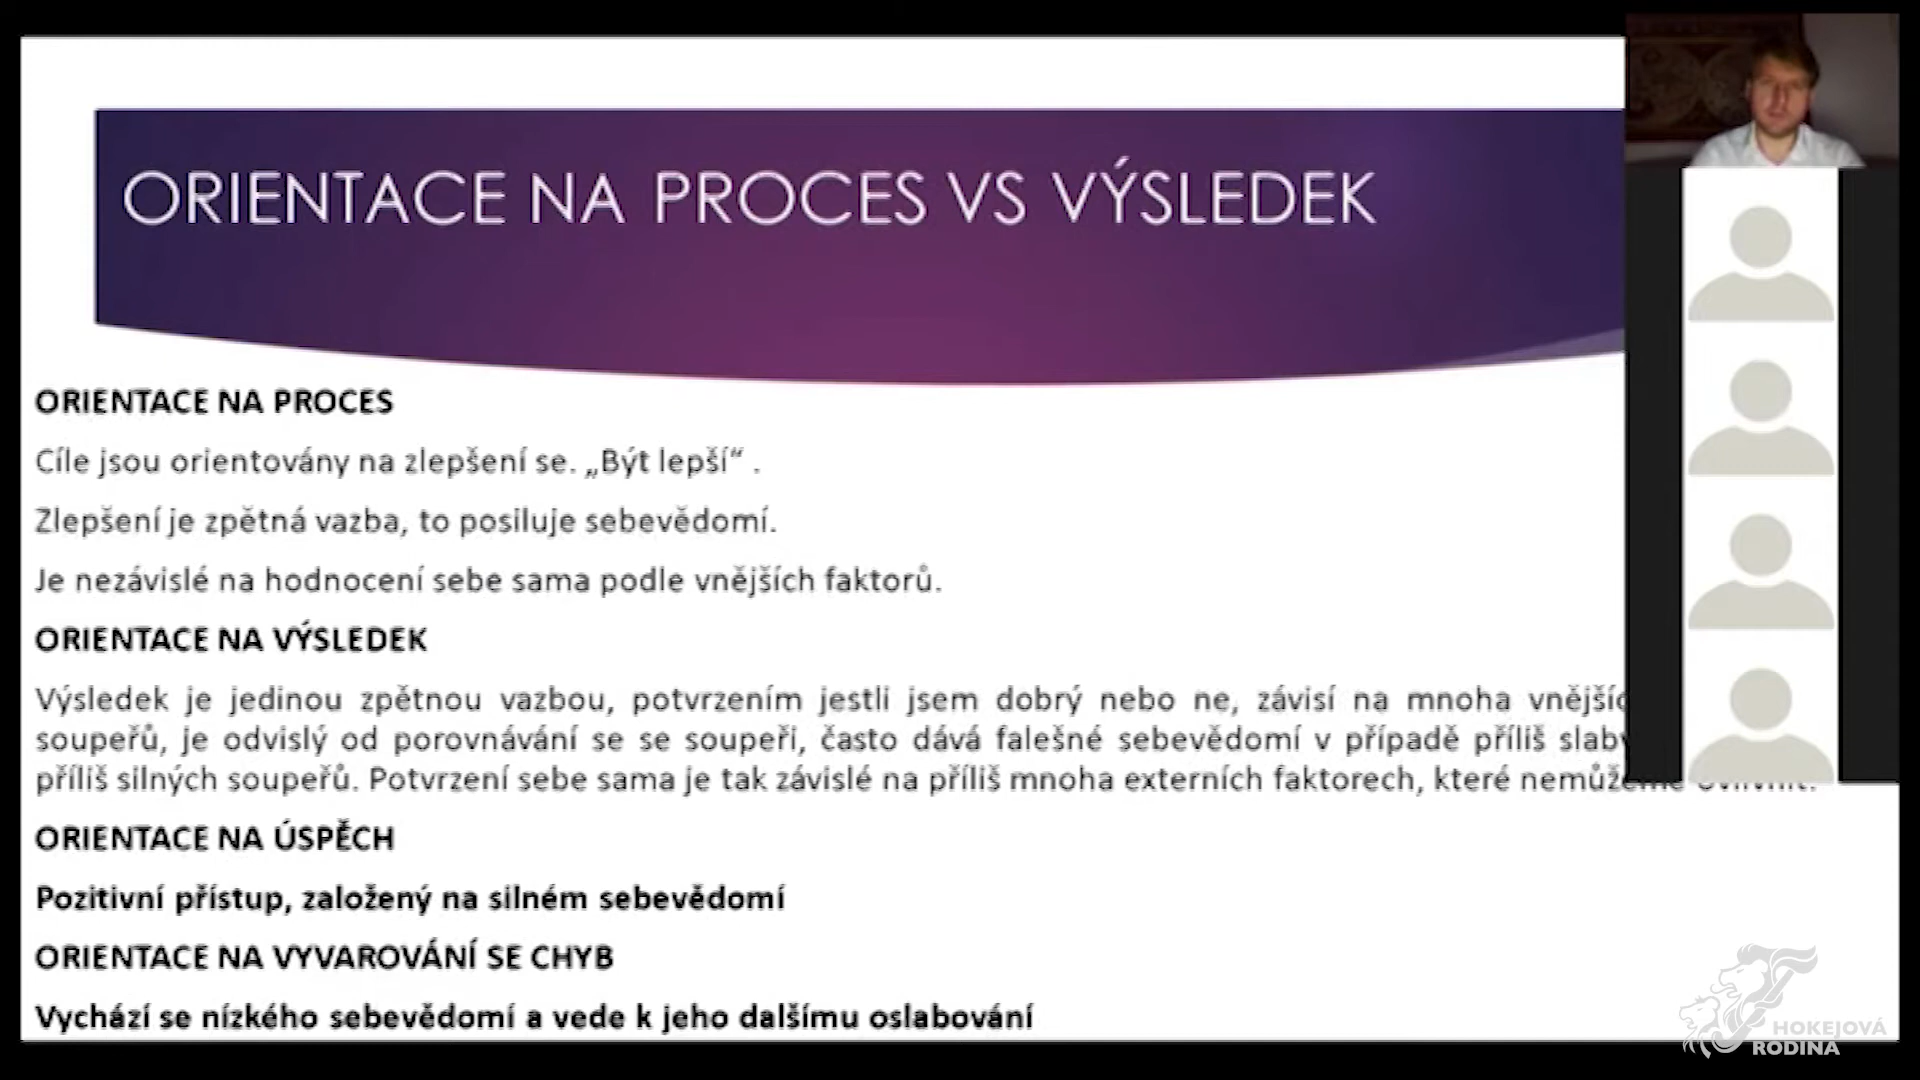 ORIENTACE NA PROCES VS VÝSLEDEK
ORIENTACE NA PROCES
Cíle jsou orientovány na zlepšení se. „Být lepší“ .
Zlepšení je zpětná vazba, to posiluje sebevědomí.
Je nezávislé na hodnocení sebe sama podle vnějších faktorů.
ORIENTACE NA VÝSLEDEK
Výsledek je jedinou zpětnou vazbou, potvrzením jestli jsem dobrý nebo ne, závisí na mnoha
soupeřů, je odvislý od porovnávání se se soupeři, často dává falešné sebevědomí v případě příliš
příliš silných soupeřů. Potvrzení sebe sama je tak závislé na příliš mnoha externích faktorech, které
ORIENTACE NA ÚSPĚCH
Pozitivní přístup, založený na silném sebevědomí
ORIENTACE NA VYVAROVÁNÍ SE CHYB
Vychází se nízkého sebevědomí a vede k jeho dalšímu oslabování
HOKEJOVÁ
RODINA